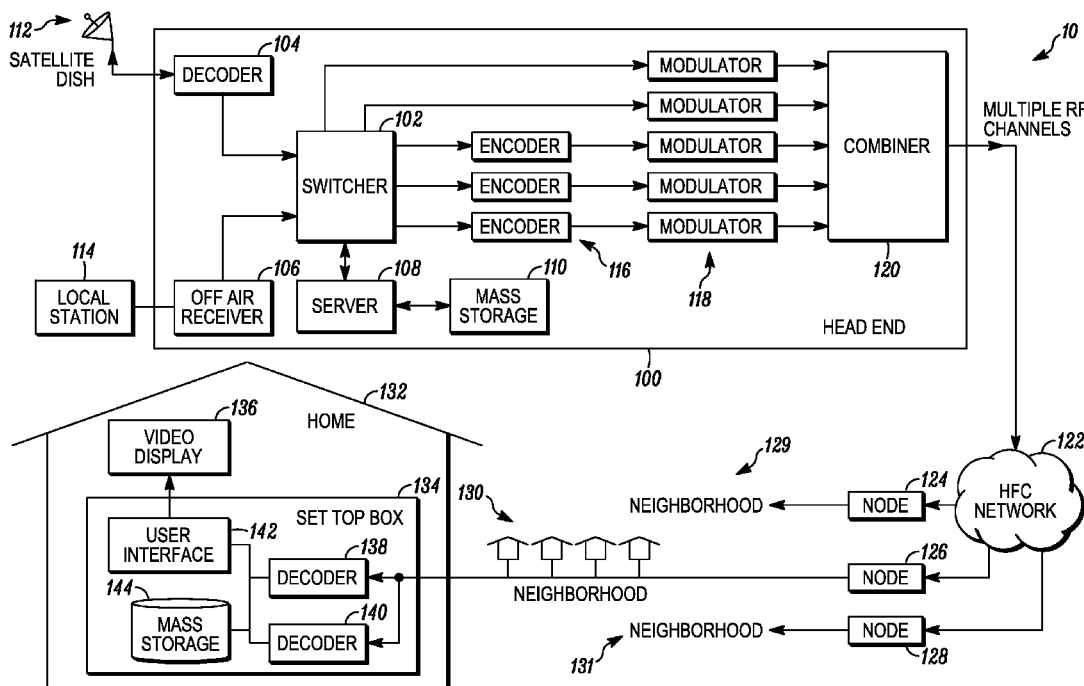 112
SATELLITE
DISH
104
DECODER
102
SWITCHER
ENCODER
ENCODER
ENCODER
116
MODULATOR
MODULATOR
MODULATOR
MODULATOR
MODULATOR
118
COMBINER
120
10
MULTIPLE RF
CHANNELS
114
LOCAL
STATION
106
OFF AIR
RECEIVER
108
SERVER
110
MASS
STORAGE
HEAD END
100
132
HOME
136
VIDEO
DISPLAY
134
SET TOP BOX
USER
INTERFACE
142
138
DECODER
144
MASS
STORAGE
140
DECODER
130
NEIGHBORHOOD
129
NEIGHBORHOOD
124
NODE
122
HFC
NETWORK
126
NODE
131
NEIGHBORHOOD
NODE
128